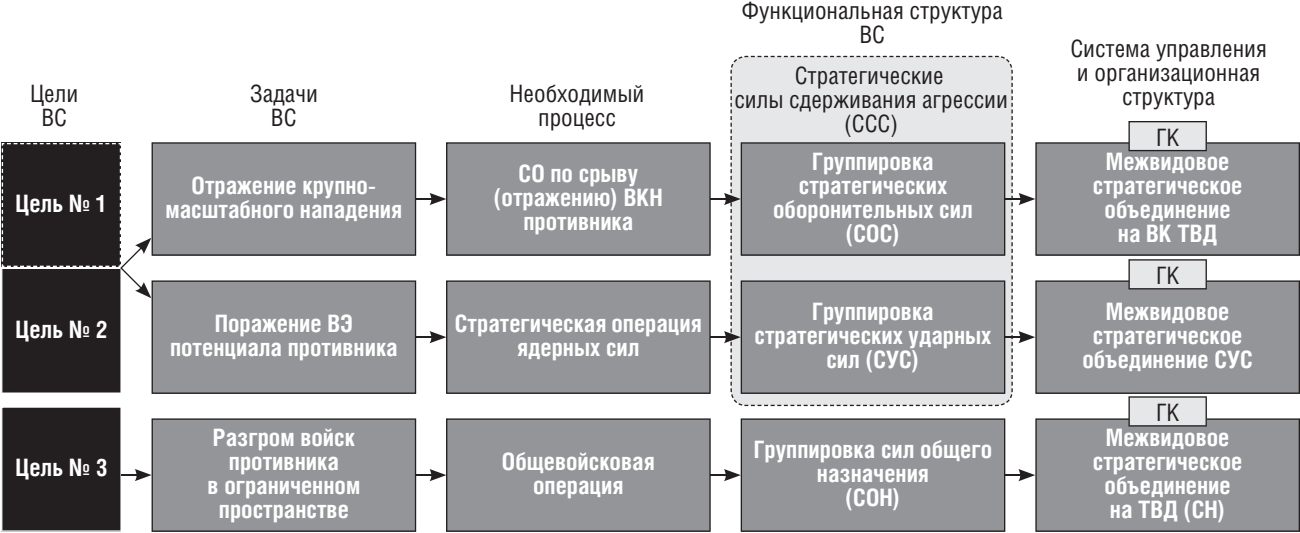 Функциональная структура
ВС
Система управления
и организационная
структура
Цели
ВС
Задачи
ВС
Необходимый
процесс
Стратегические
силы сдерживания агрессии
(ССС)
Цель № 1
Отражение крупно-
масштабного нападения
СО по срыву
(отражению) ВКН
противника
Группировка
стратегических
оборонительных сил
(СОС)
ГК
Межвидовое
стратегическое
объединение
на ВК ТВД
Цель № 2
Поражение ВЭ
потенциала противника
Стратегическая операция
ядерных сил
Группировка
стратегических ударных
сил (СУС)
ГК
Межвидовое
стратегическое
объединение СУС
Цель № 3
Разгром войск
противника
в ограниченном
пространстве
Общевойсковая
операция
Группировка сил общего
назначения
(СОН)
ГК
Межвидовое
стратегическое
объединение
на ТВД (СН)